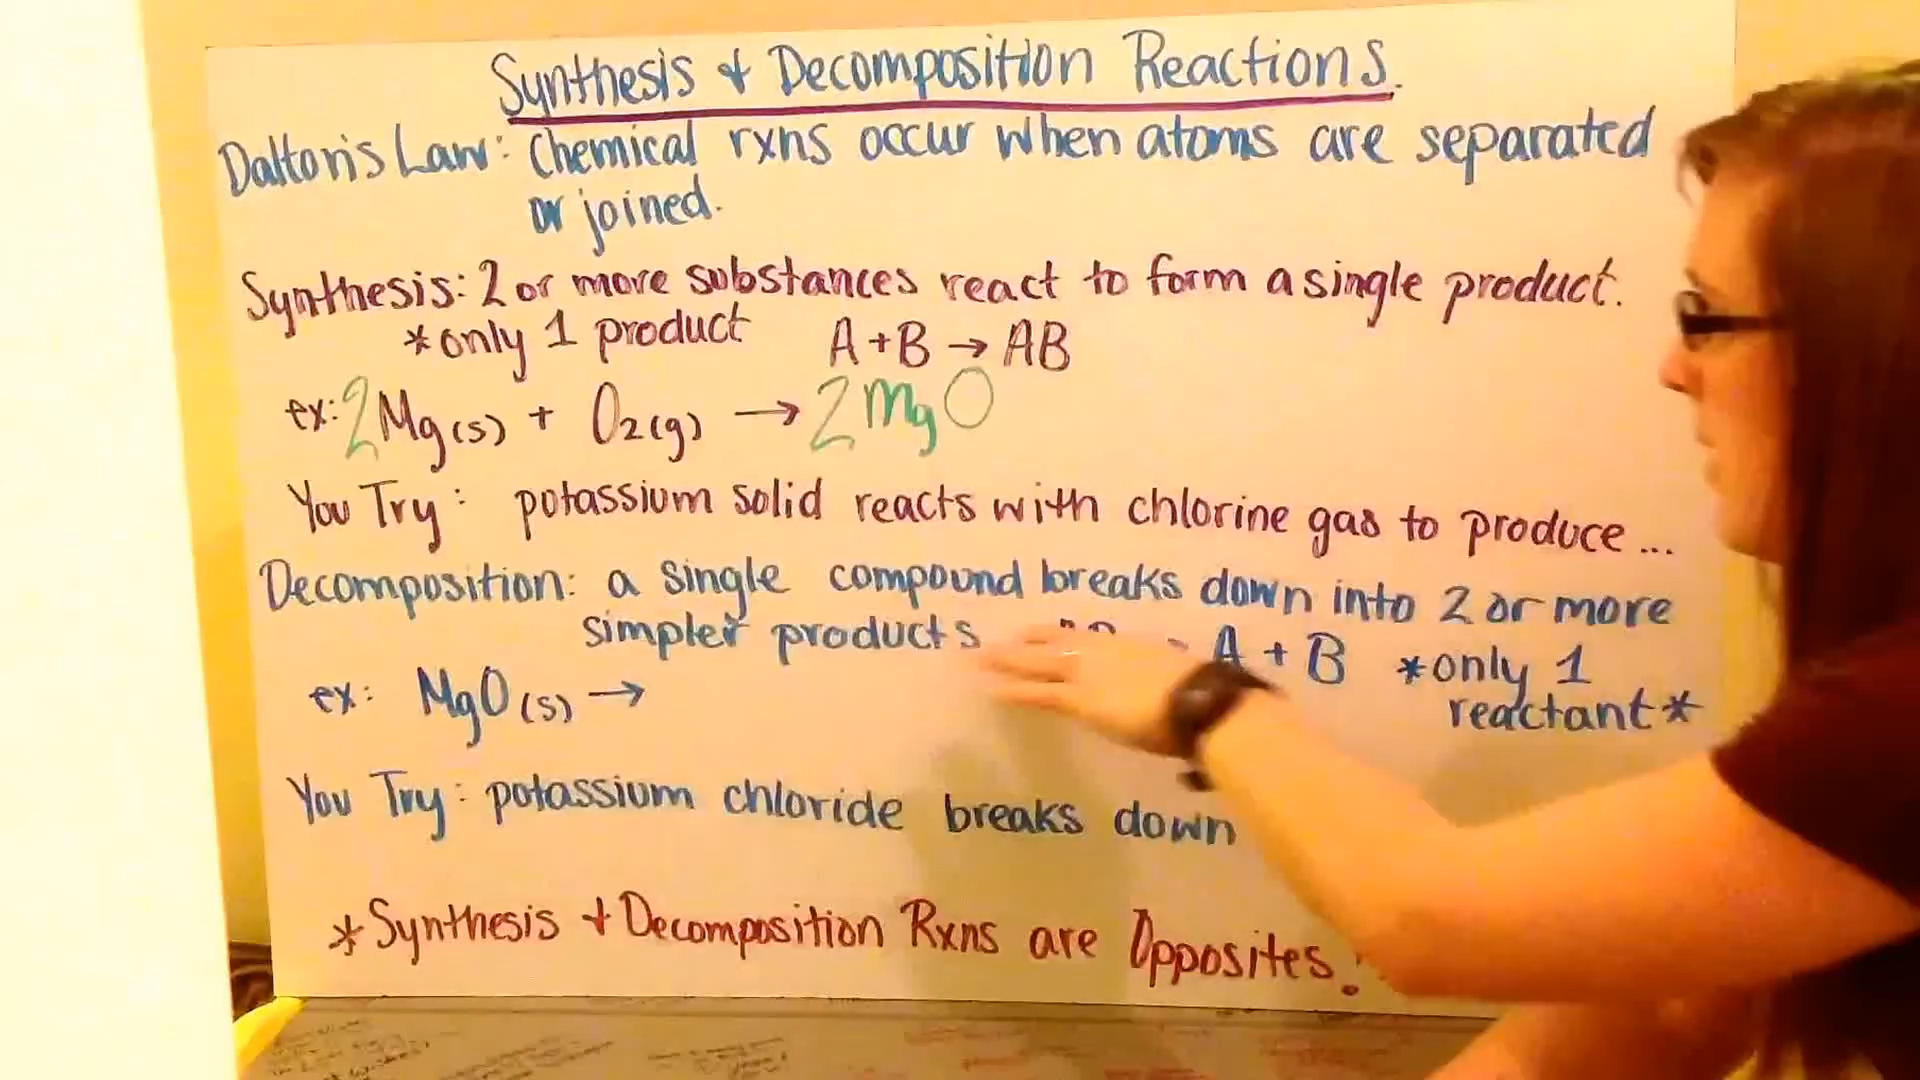 Synthesis & Decomposition Reactions.
Dalton's Law: Chemical rxns occur when atoms are separated
or joined.
Synthesis: 2 or more substances react to form a single product.
*only 1 product A+B → AB
ex: 2Mg(s) + O2(g) → 2MgO
You Try: potassium solid reacts with chlorine gas to produce...
Decomposition: a single compound breaks down into 2 or more
simpler products A + B *only 1
reactant*
ex: MgO(s) →
You Try: potassium chloride breaks down
*Synthesis & Decomposition Rxns are Opposites!